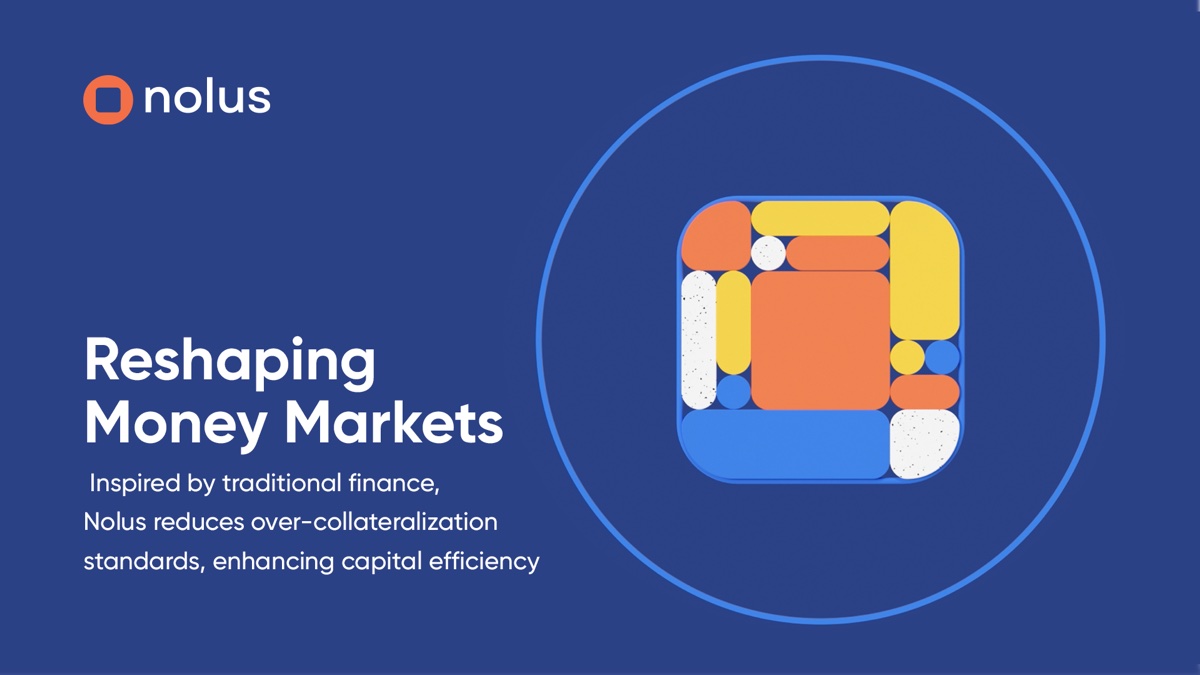 nolus
Reshaping
Money Markets
Inspired by traditional finance,
Nolus reduces over-collateralization
standards, enhancing capital efficiency